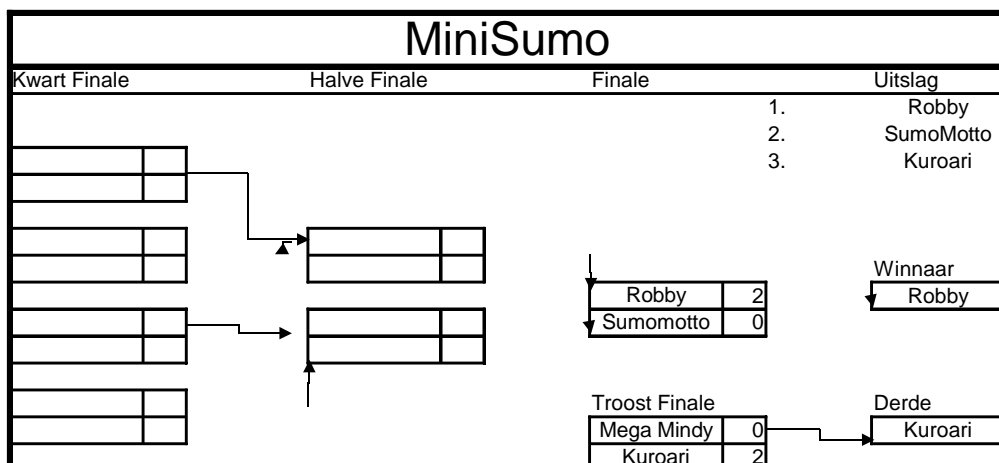 MiniSumo
Kwart Finale Halve Finale Finale Uitslag
1. Robby
2. SumoMotto
3. Kuroari
Winnaar
Robby 2 Robby
Sumomotto 0
Troost Finale Derde
Mega Mindy 0 Kuroari
Kuroari 2